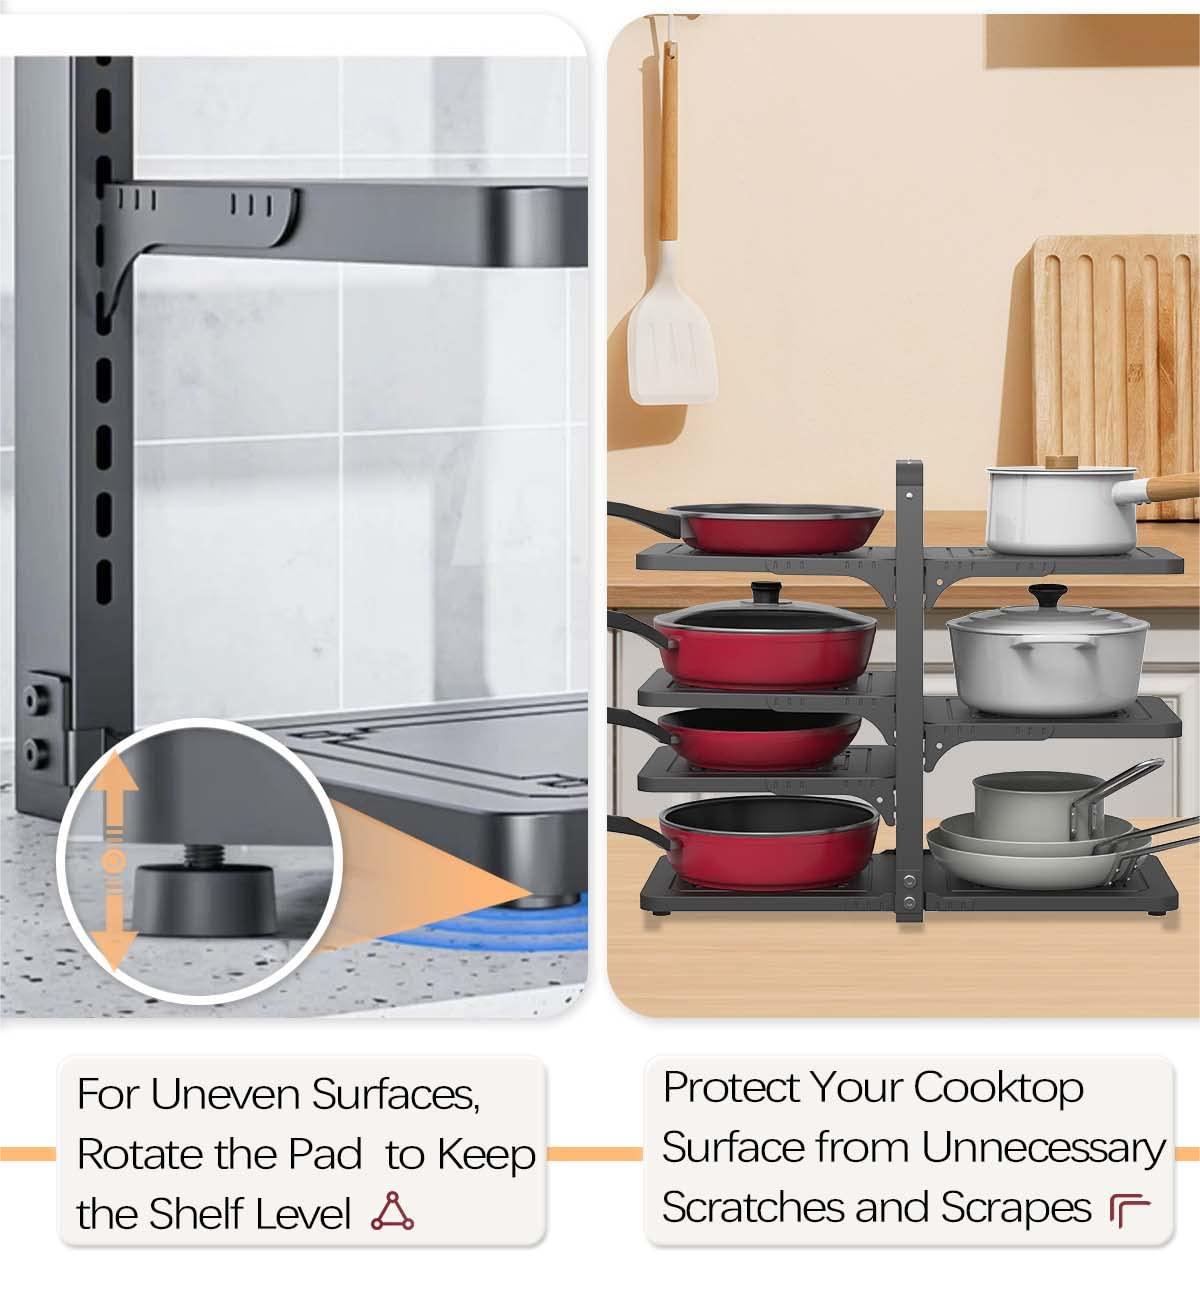 For Uneven Surfaces,
Rotate the Pad to Keep
the Shelf Level
Protect Your Cooktop
Surface from Unnecessary
Scratches and Scrapes